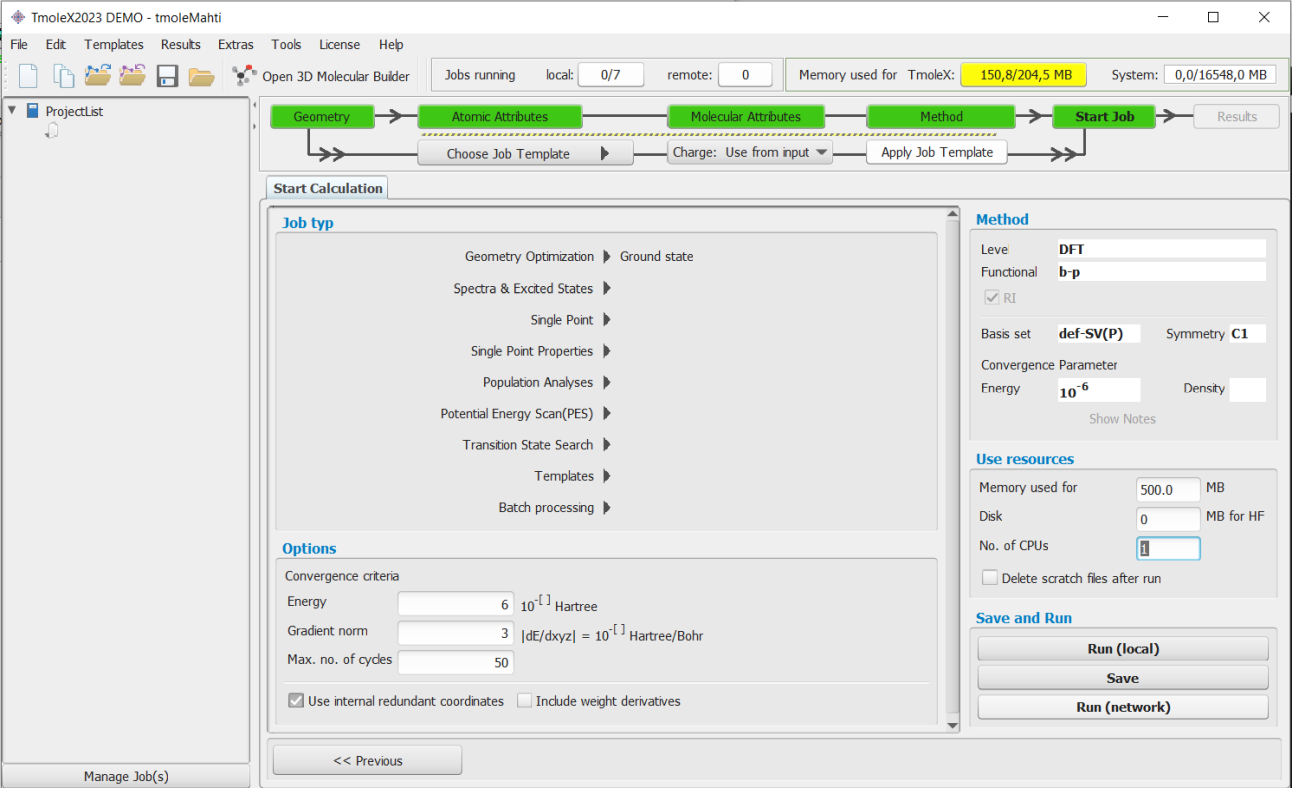 TmoleX2023 DEMO - tmoleMahti
File Edit Templates Results Extras Tools License Help
Open 3D Molecular Builder Jobs running local: 0/7 remote: 0 Memory used for TmoleX: 150,8/204,5 MB System: 0,0/16548,0 MB
ProjectList
Geometry Atomic Attributes Molecular Attributes Method Start Job Results
Choose Job Template Charge: Use from input Apply Job Template
Start Calculation
Job typ
Geometry Optimization Ground state
Spectra & Excited States
Single Point
Single Point Properties
Population Analyses
Potential Energy Scan(PES)
Transition State Search
Templates
Batch processing
Options
Convergence criteria
Energy 6 10-[ ] Hartree
Gradient norm 3 |dE/dxyz| = 10-[ ] Hartree/Bohr
Max. no. of cycles 50
Use internal redundant coordinates Include weight derivatives
<< Previous
Method
Level DFT
Functional b-p
RI
Basis set def-SV(P) Symmetry C1
Convergence Parameter
Energy 10-6 Density
Show Notes
Use resources
Memory used for 500.0 MB
Disk 0 MB for HF
No. of CPUs 1
Delete scratch files after run
Save and Run
Run (local)
Save
Run (network)
Manage Job(s)